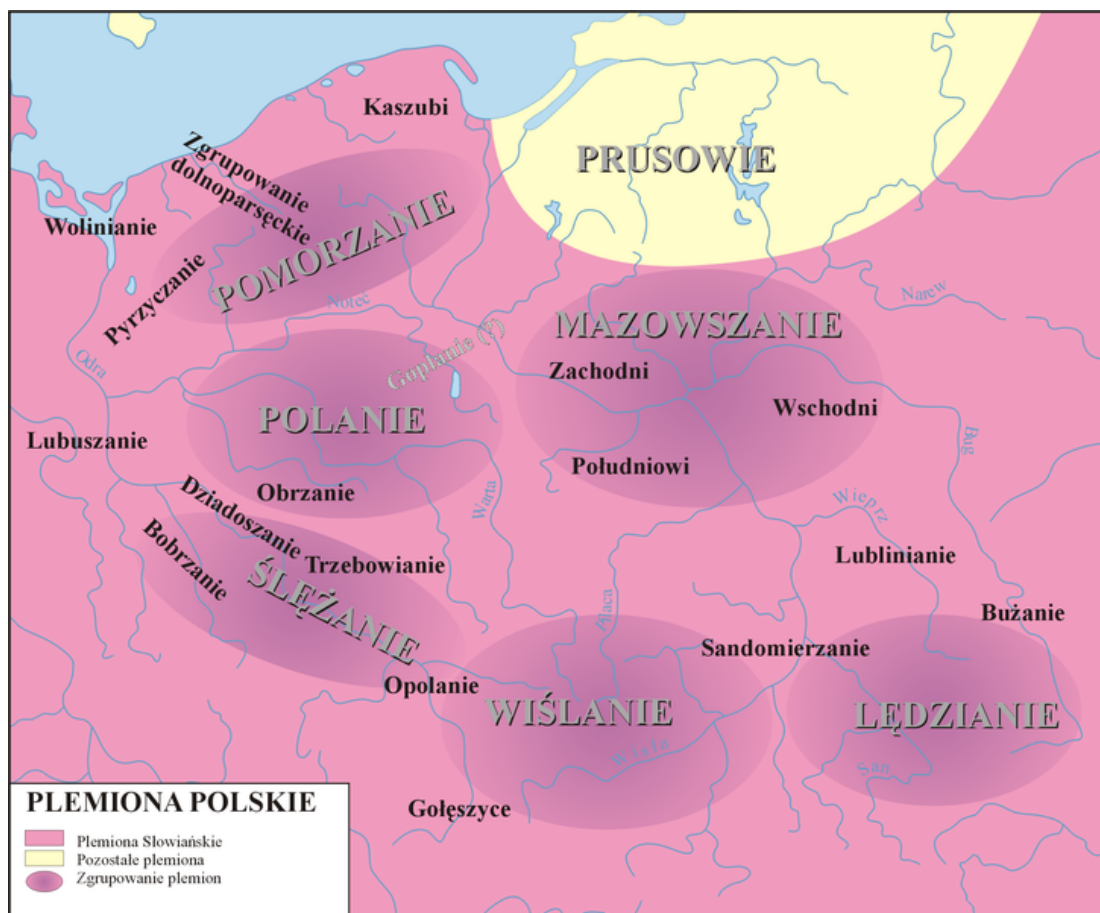 Kaszubi
PRUSOWIE
Zgrupowanie
dolnoparsęckie
POMORZANIE
Wolinianie
Pyrzyczanie
Noteć
Narew
MAZOWSZANIE
Goplanie (?)
Odra
Zachodni
POLANIE
Wschodni
Lubuszanie
Bug
Południowi
Obrzanie
Warta
Wieprz
Dziadoszanie
Bobrzanie
Trzebowianie
Lublinianie
ŚLĘŻANIE
Pilaca
Bużanie
Sandomierzanie
Opolanie
WIŚLANIE
LĘDZIANIE
Wisła
San
Gołęszyce
PLEMIONA POLSKIE
Plemiona Słowiańskie
Pozostałe plemiona
Zgrupowanie plemion